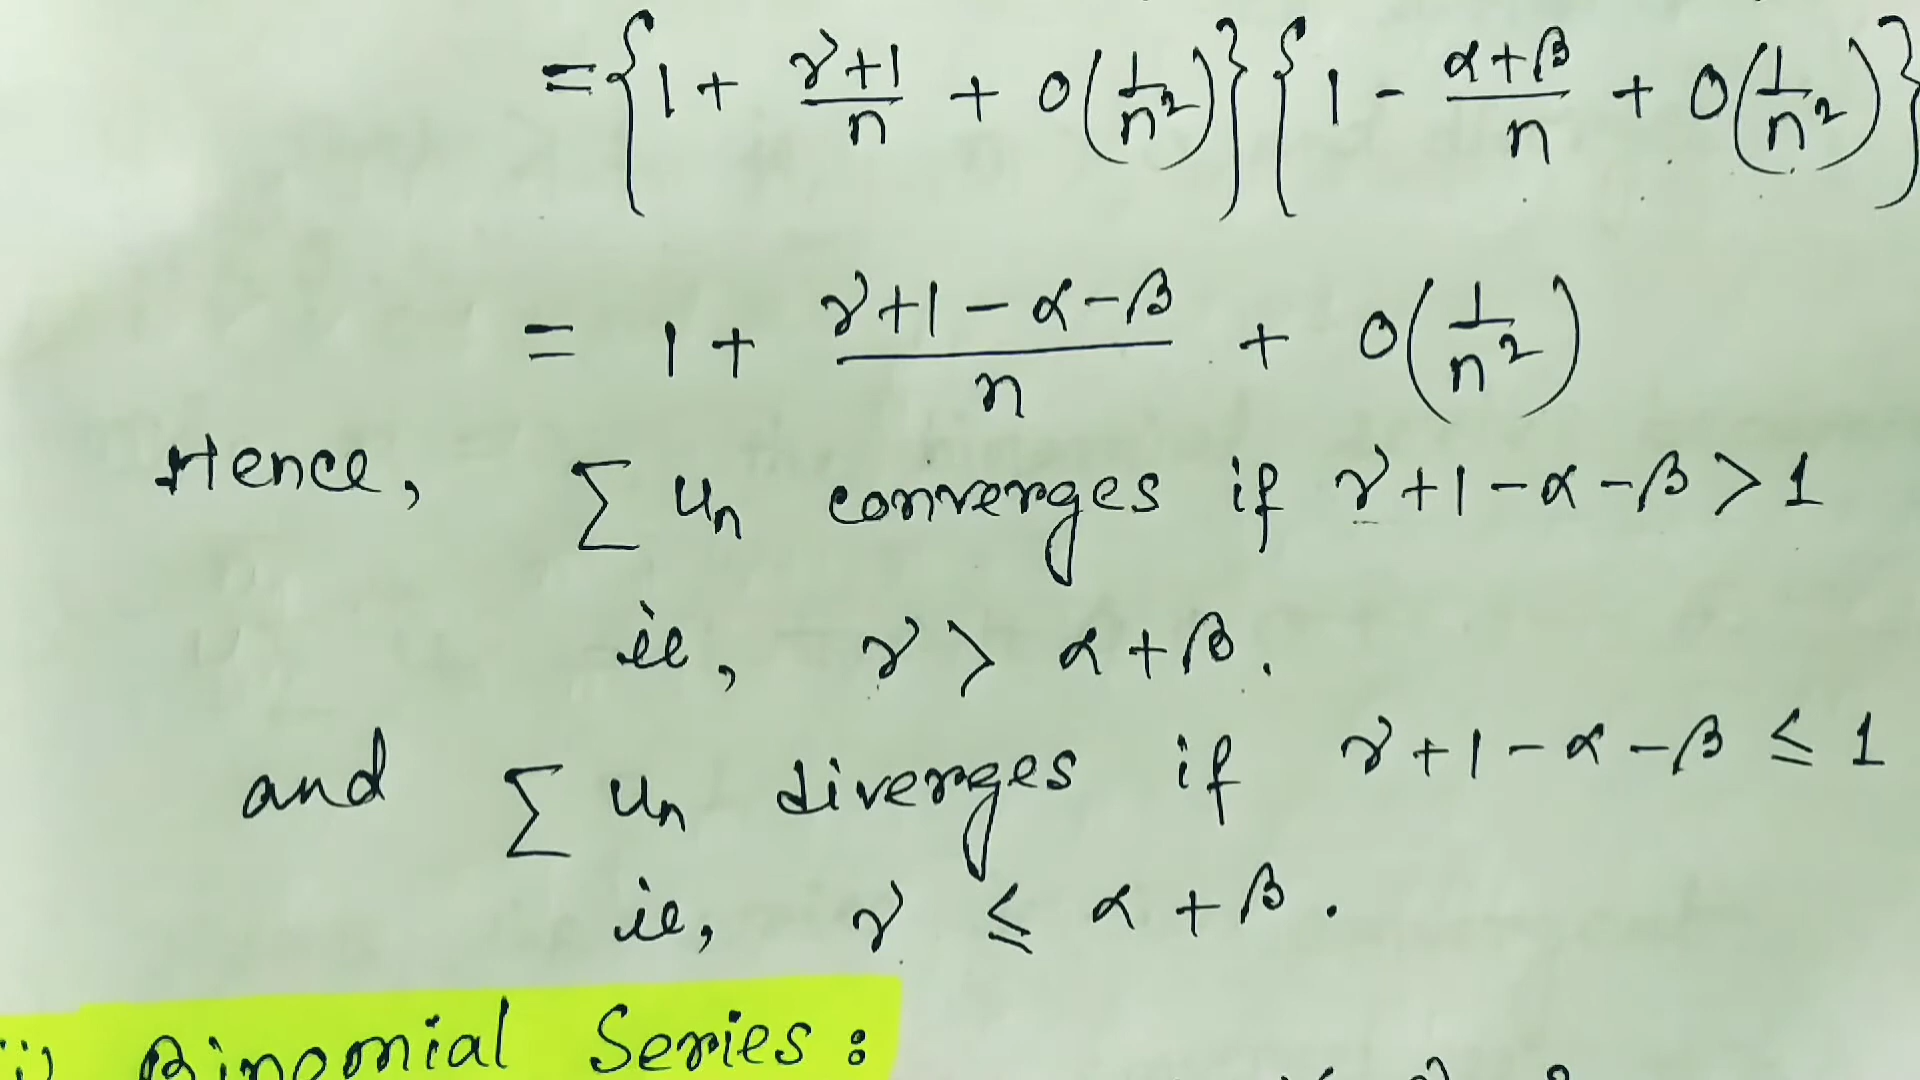 = {1 + (γ+1)/n + O(1/n²)} {1 - (α+β)/n + O(1/n²)}
= 1 + (γ+1-α-β)/n + O(1/n²)
Hence, ∑ uₙ converges if γ+1-α-β > 1
ie, γ > α+β.
and ∑ uₙ diverges if γ+1-α-β ≤ 1
ie, γ ≤ α+β.
Binomial Series: